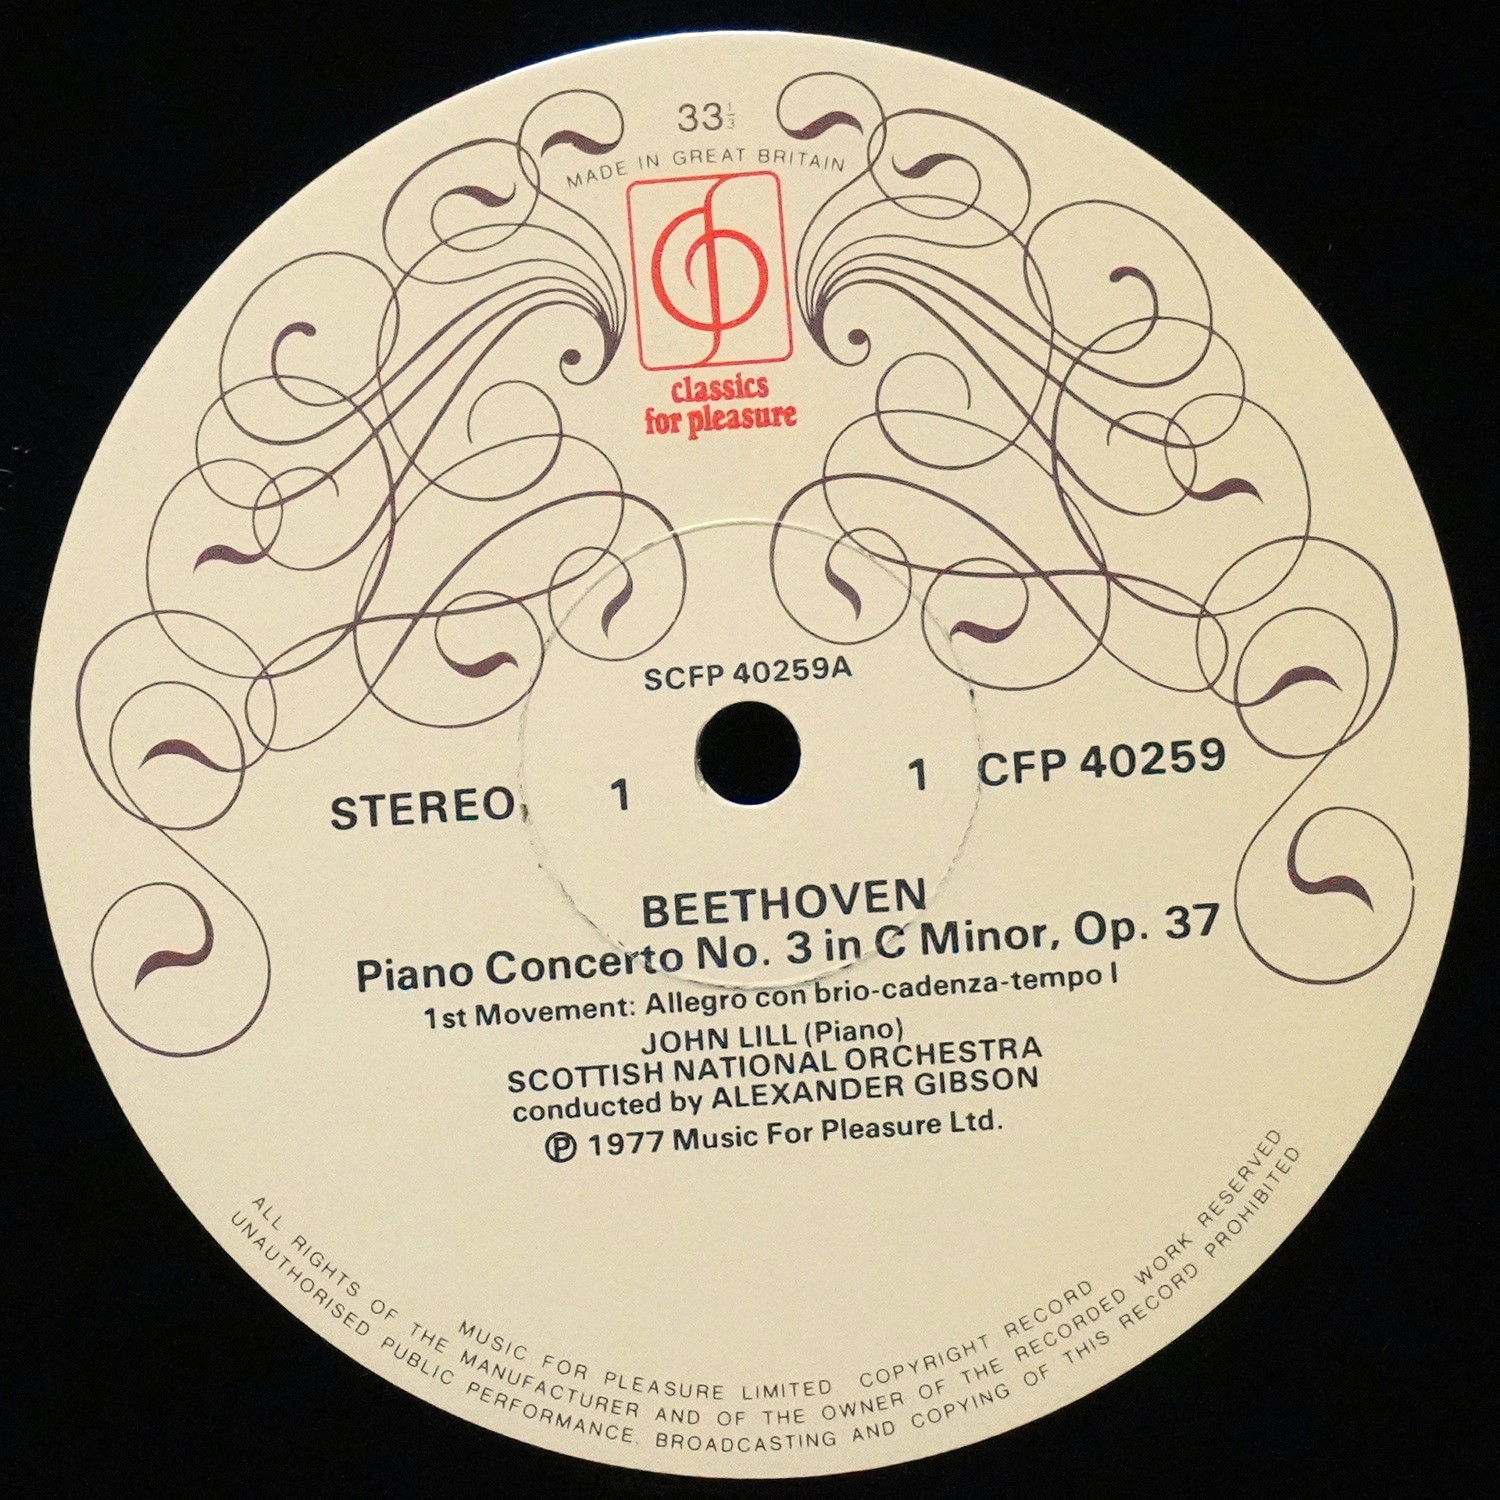 33⅓
MADE IN GREAT BRITAIN
classics
for pleasure
SCFP 40259A
STEREO, 1 1 CFP 40259
BEETHOVEN
Piano Concerto No. 3 in C Minor, Op. 37
1st Movement: Allegro con brio-cadenza-tempo I
JOHN LILL (Piano)
SCOTTISH NATIONAL ORCHESTRA
conducted by ALEXANDER GIBSON
℗ 1977 Music For Pleasure Ltd.
MUSIC FOR PLEASURE LIMITED COPYRIGHT RECORD
ALL RIGHTS OF THE MANUFACTURER AND OF THE OWNER OF THE RECORDED WORK RESERVED
UNAUTHORISED PUBLIC PERFORMANCE, BROADCASTING AND COPYING OF THIS RECORD PROHIBITED